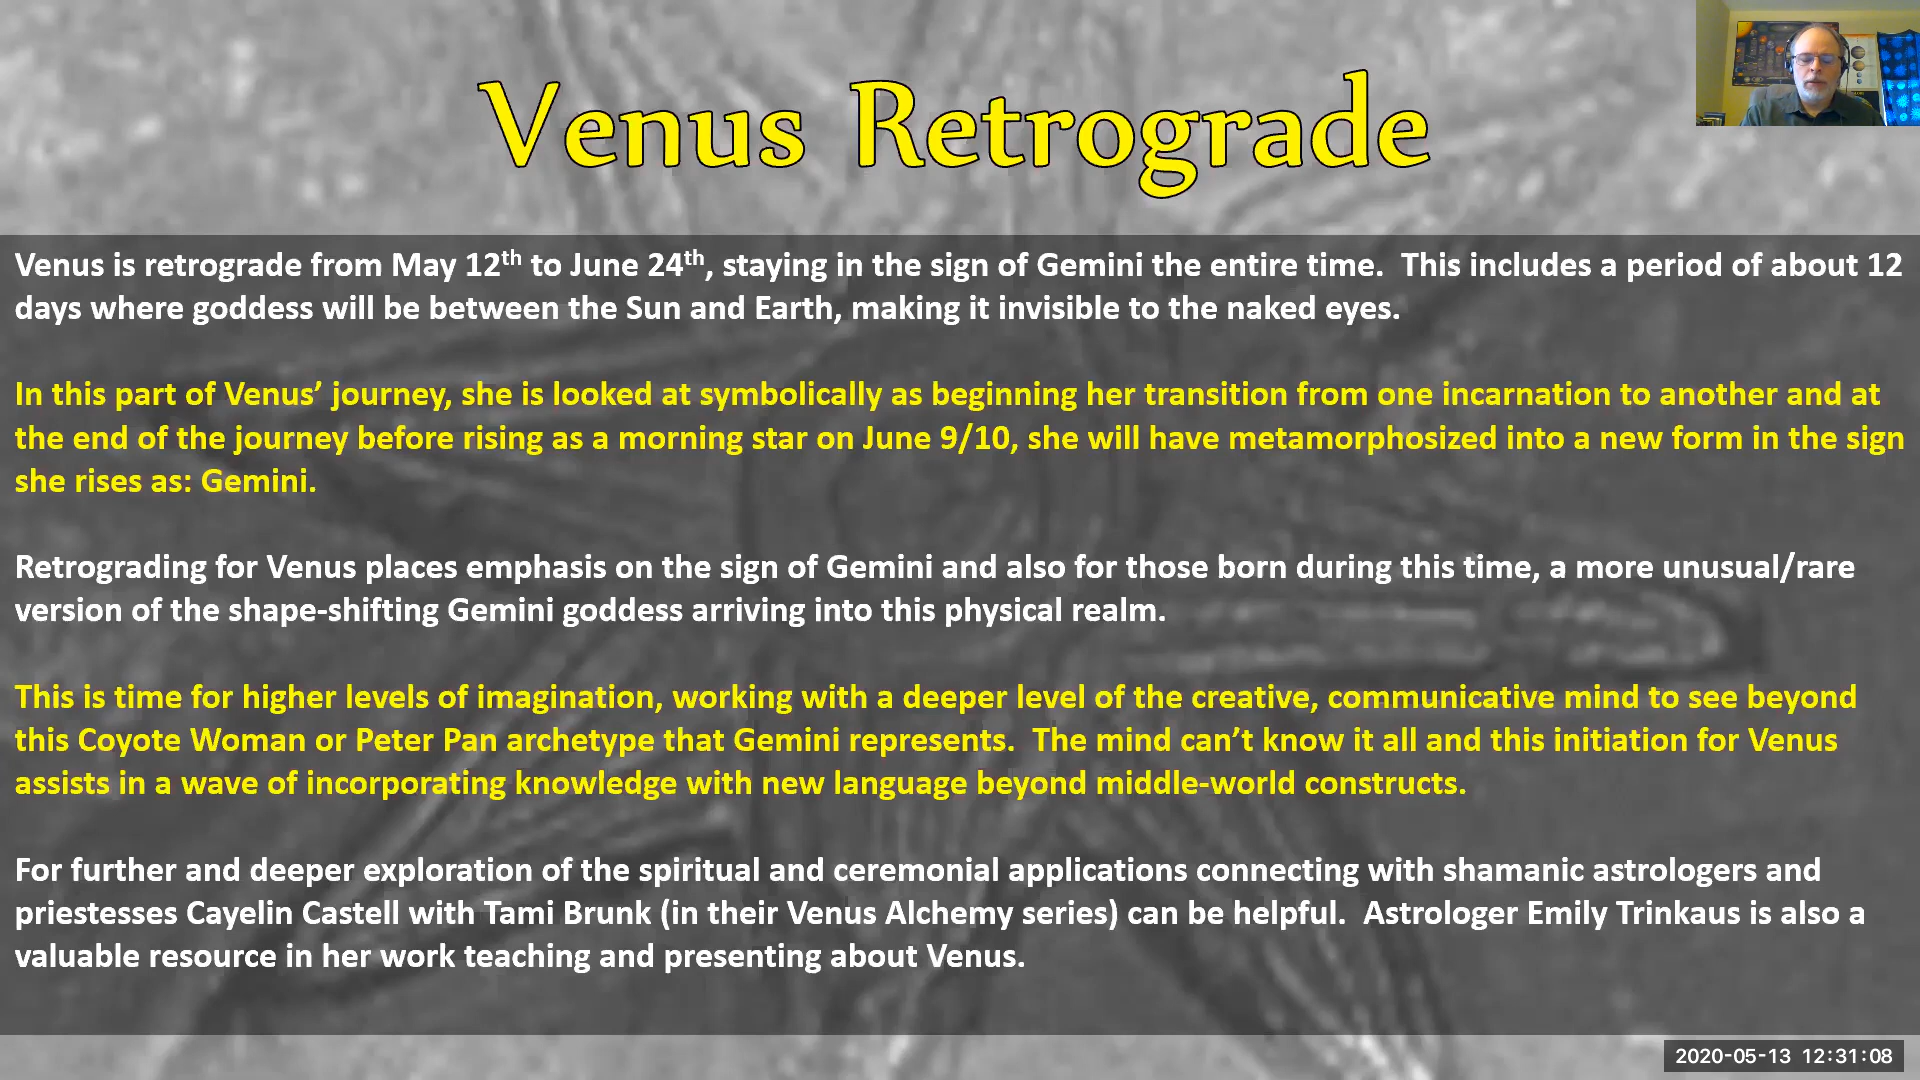 Venus Retrograde
Venus is retrograde from May 12th to June 24th, staying in the sign of Gemini the entire time.  This includes a period of about 12
days where goddess will be between the Sun and Earth, making it invisible to the naked eyes.
In this part of Venus’ journey, she is looked at symbolically as beginning her transition from one incarnation to another and at
the end of the journey before rising as a morning star on June 9/10, she will have metamorphosized into a new form in the sign
she rises as: Gemini.
Retrograding for Venus places emphasis on the sign of Gemini and also for those born during this time, a more unusual/rare
version of the shape-shifting Gemini goddess arriving into this physical realm.
This is time for higher levels of imagination, working with a deeper level of the creative, communicative mind to see beyond
this Coyote Woman or Peter Pan archetype that Gemini represents.  The mind can’t know it all and this initiation for Venus
assists in a wave of incorporating knowledge with new language beyond middle-world constructs.
For further and deeper exploration of the spiritual and ceremonial applications connecting with shamanic astrologers and
priestesses Cayelin Castell with Tami Brunk (in their Venus Alchemy series) can be helpful.  Astrologer Emily Trinkaus is also a
valuable resource in her work teaching and presenting about Venus.
2020-05-13 12:31:08